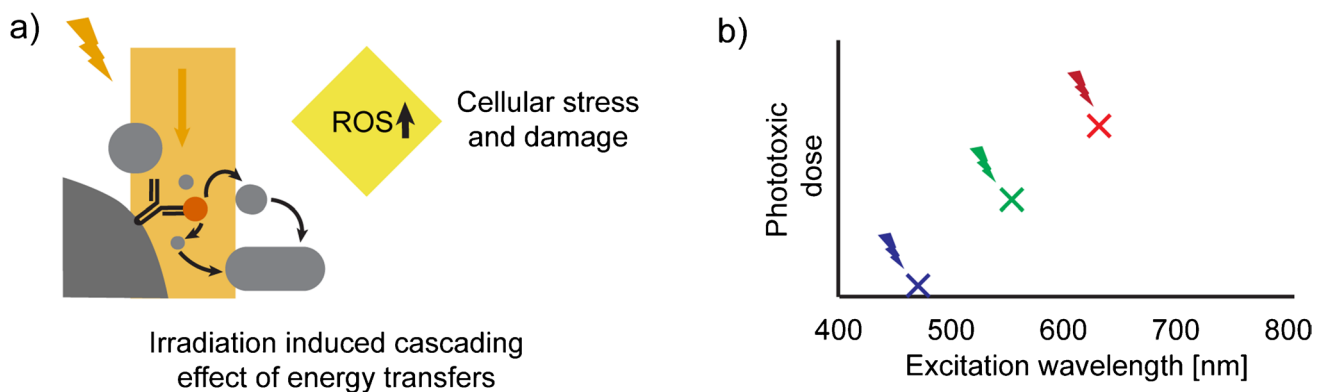 a)
ROS
Cellular stress
and damage
Irradiation induced cascading
effect of energy transfers
b)
Phototoxic
dose
400 500 600 700 800
Excitation wavelength [nm]